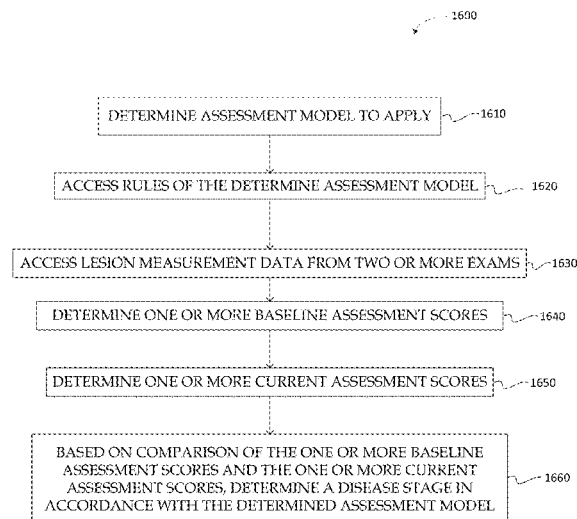 1600
DETERMINE ASSESSMENT MODEL TO APPLY
1610
ACCESS RULES OF THE DETERMINE ASSESSMENT MODEL
1620
ACCESS LESION MEASUREMENT DATA FROM TWO OR MORE EXAMS
1630
DETERMINE ONE OR MORE BASELINE ASSESSMENT SCORES
1640
DETERMINE ONE OR MORE CURRENT ASSESSMENT SCORES
1650
BASED ON COMPARISON OF THE ONE OR MORE BASELINE
ASSESSMENT SCORES AND THE ONE OR MORE CURRENT
ASSESSMENT SCORES, DETERMINE A DISEASE STAGE IN
ACCORDANCE WITH THE DETERMINED ASSESSMENT MODEL
1660